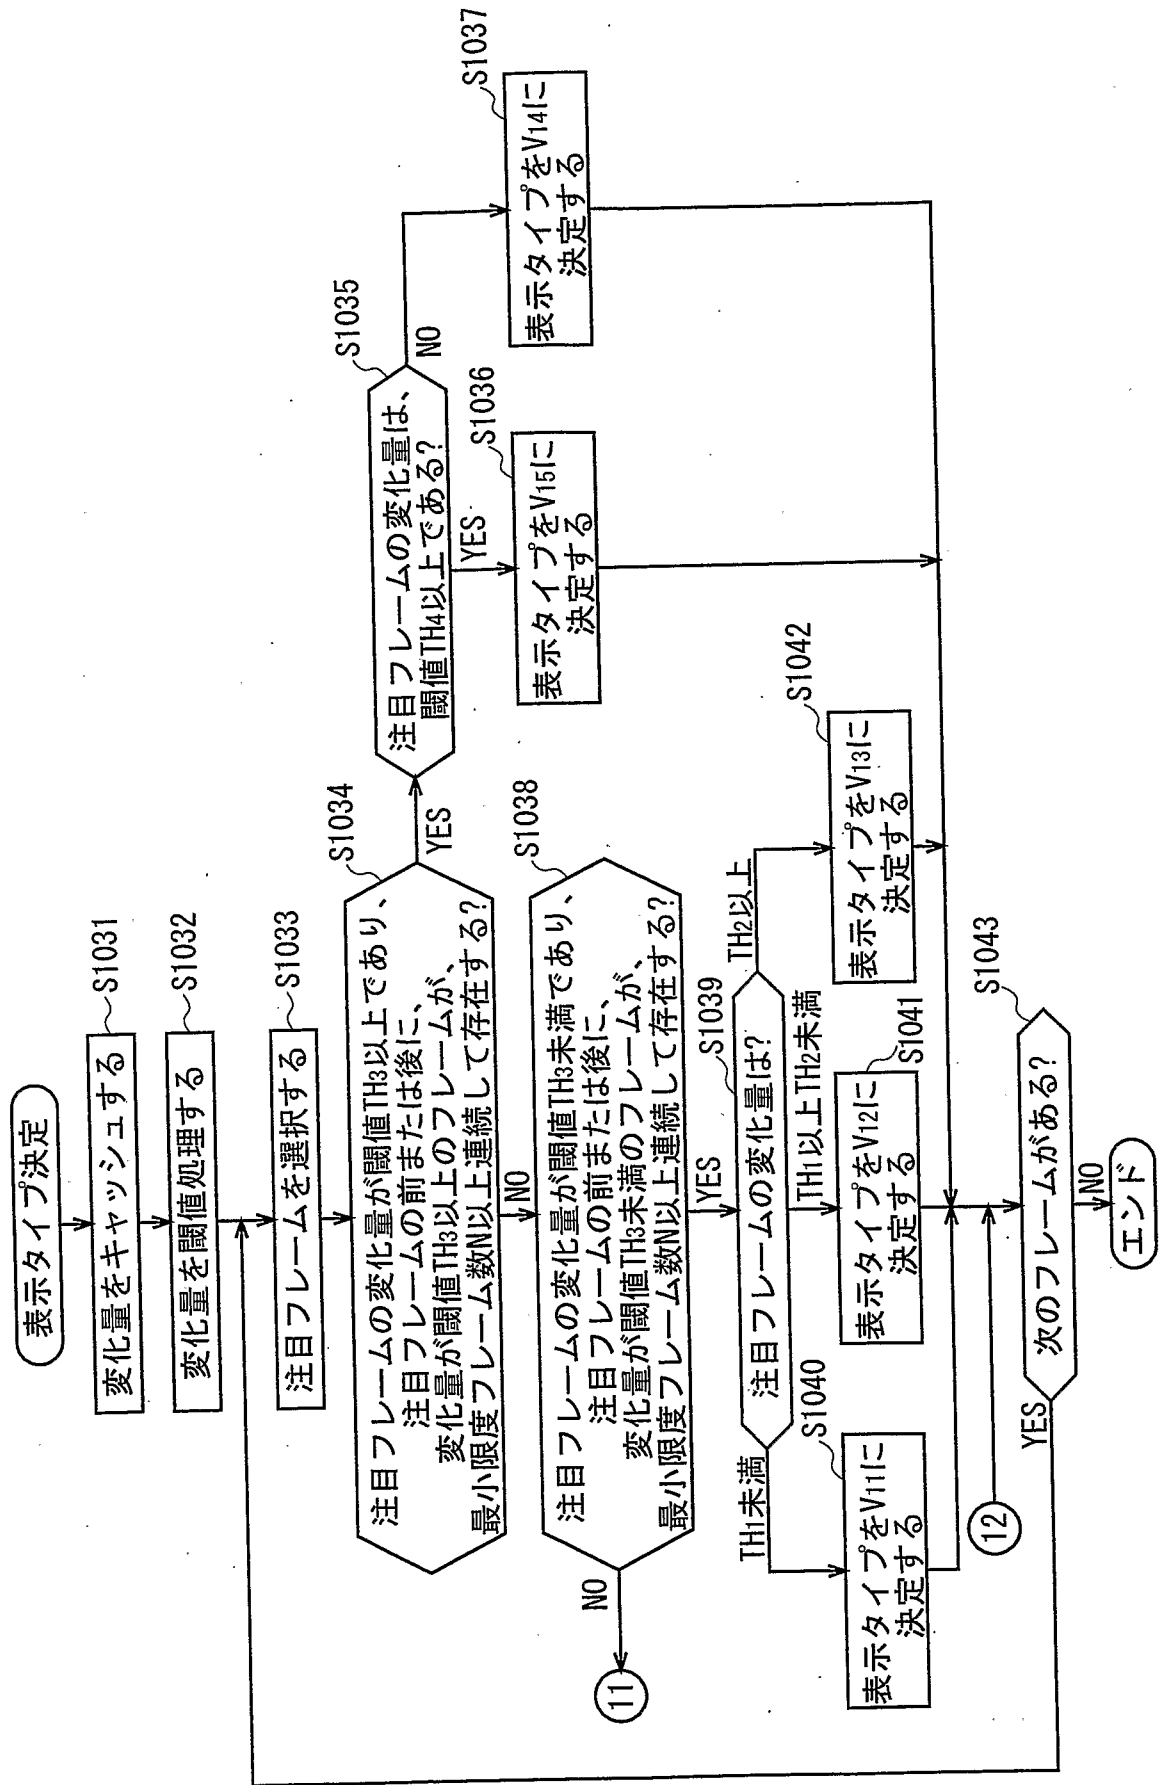 表示タイプ決定
変化量をキャッシュする
S1031
変化量を閾値処理する
S1032
注目フレームを選択する
S1033
注目フレームの変化量が閾値TH3以上であり、
注目フレームの前または後に、
変化量が閾値TH3以上のフレームが、
最小限度フレーム数N以上連続して存在する?
S1034
YES
NO
注目フレームの変化量は、
閾値TH4以上である?
S1035
YES
NO
表示タイプをV15に
決定する
S1036
表示タイプをV14に
決定する
S1037
注目フレームの変化量が閾値TH3未満であり、
注目フレームの前または後に、
変化量が閾値TH3未満のフレームが、
最小限度フレーム数N以上連続して存在する?
S1038
NO
11
YES
注目フレームの変化量は?
S1039
TH1未満
TH1以上TH2未満
TH2以上
表示タイプをV11に
決定する
S1040
表示タイプをV12に
決定する
S1041
表示タイプをV13に
決定する
S1042
12
次のフレームがある?
S1043
YES
NO
エンド